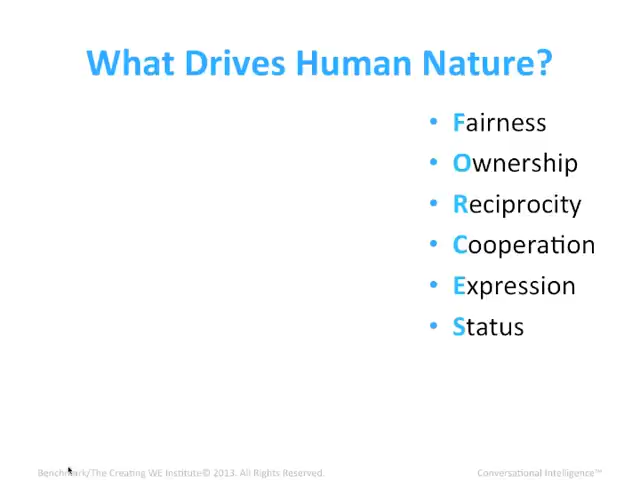 What Drives Human Nature?
• Fairness
• Ownership
• Reciprocity
• Cooperation
• Expression
• Status
Benchmark/The Creating WE Institute© 2013. All Rights Reserved. Conversational Intelligence™